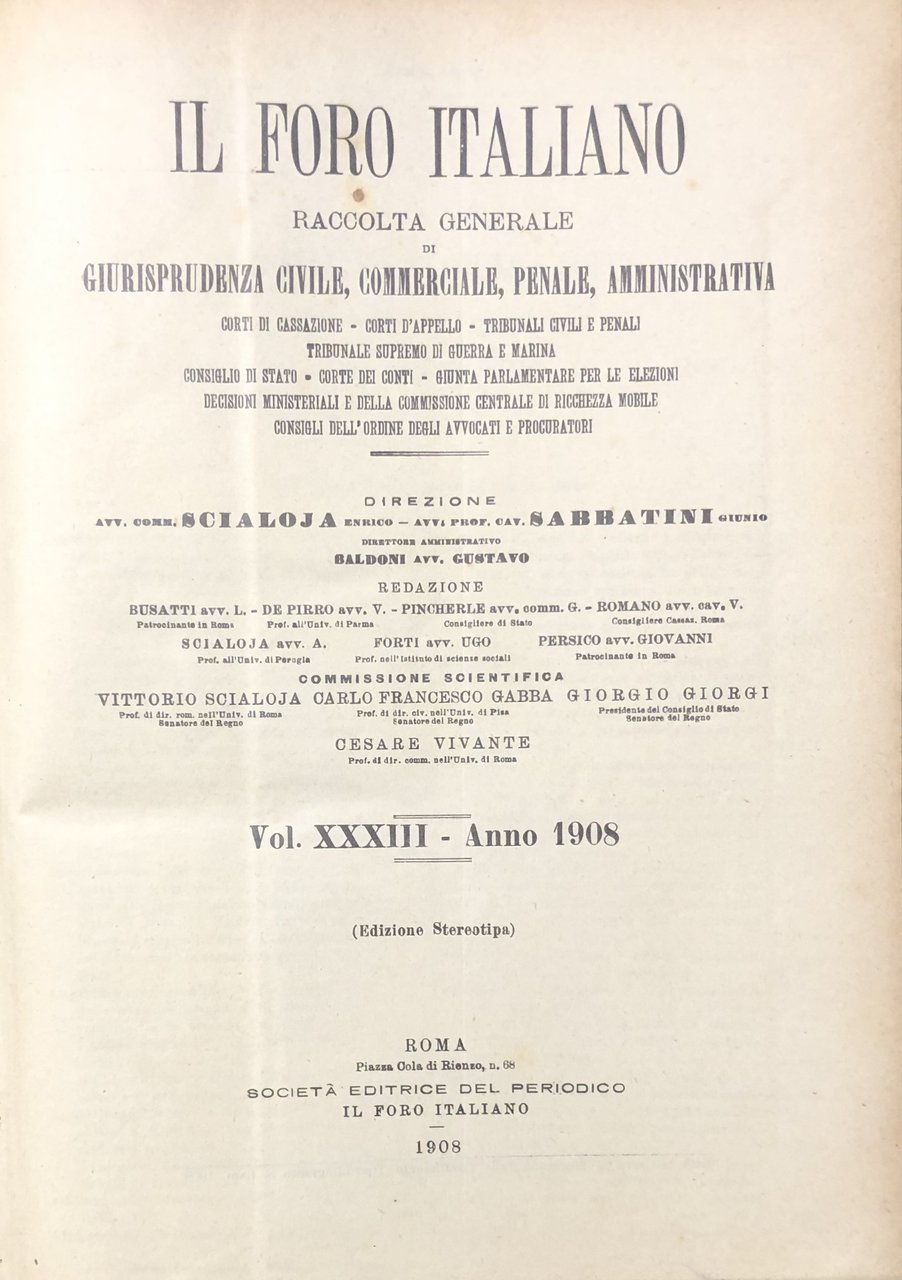 IL FORO ITALIANO
RACCOLTA GENERALE
DI
GIURISPRUDENZA CIVILE, COMMERCIALE, PENALE, AMMINISTRATIVA
CORTI DI CASSAZIONE - CORTI D'APPELLO - TRIBUNALI CIVILI E PENALI
TRIBUNALE SUPREMO DI GUERRA E MARINA
CONSIGLIO DI STATO - CORTE DEI CONTI - GIUNTA PARLAMENTARE PER LE ELEZIONI
DECISIONI MINISTERIALI E DELLA COMMISSIONE CENTRALE DI RICCHEZZA MOBILE
CONSIGLI DELL'ORDINE DEGLI AVVOCATI E PROCURATORI
DIREZIONE
AVV. COMM. SCIALOJA ENRICO — AVV. PROF. CAV. SABBATINI GIUNIO
DIRETTORE AMMINISTRATIVO
BALDONI AVV. GUSTAVO
REDAZIONE
BUSATTI avv. L. - DE PIRRO avv. V. - PINCHERLE avv. comm. G. - ROMANO avv. cav. V.
Patrocinante in Roma Prof. all'Univ. di Parma Consigliere di Stato Consigliere Cassaz. Roma
SCIALOJA avv. A. FORTI avv. UGO PERSICO avv. GIOVANNI
Prof. all'Univ. di Perugia Prof. nell'Istituto di scienze sociali Patrocinante in Roma
COMMISSIONE SCIENTIFICA
VITTORIO SCIALOJA CARLO FRANCESCO GABBA GIORGIO GIORGI
Prof. di dir. rom. nell'Univ. di Roma Prof. di dir. civ. nell'Univ. di Pisa Presidente del Consiglio di Stato
Senatore del Regno Senatore del Regno Senatore del Regno
CESARE VIVANTE
Prof. di dir. comm. nell'Univ. di Roma
Vol. XXXIII - Anno 1908
(Edizione Stereotipa)
ROMA
Piazza Cola di Rienzo, n. 68
SOCIETÀ EDITRICE DEL PERIODICO
IL FORO ITALIANO
1908